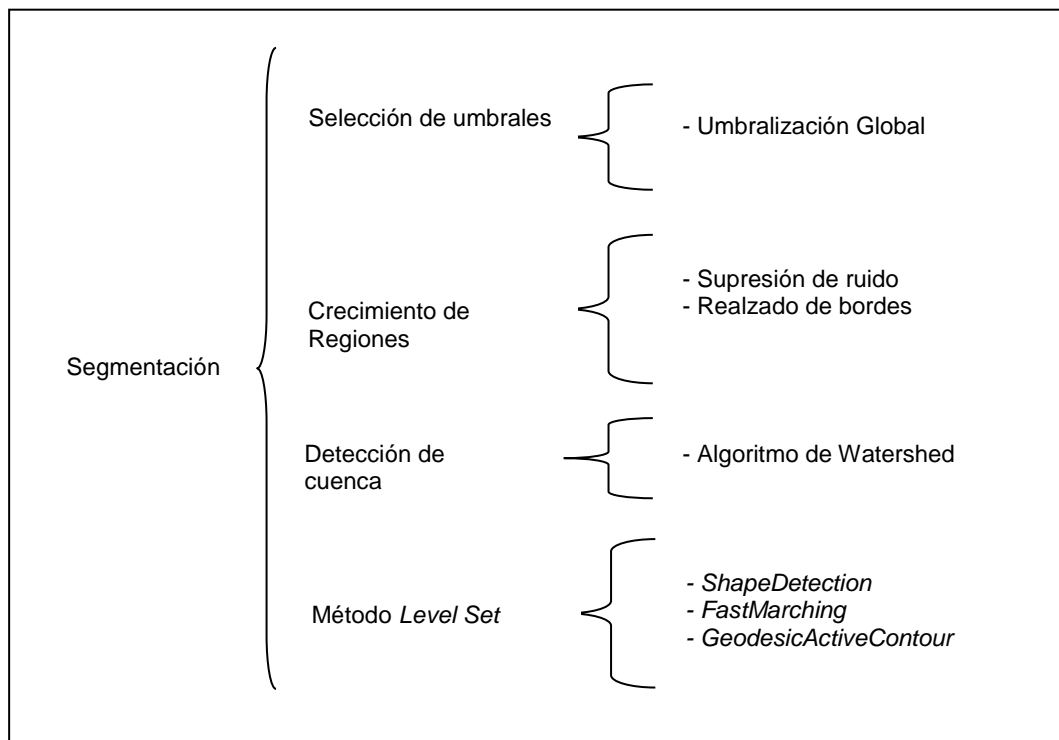 Segmentación
Selección de umbrales
- Umbralización Global
Crecimiento de
Regiones
- Supresión de ruido
- Realzado de bordes
Detección de
cuenca
- Algoritmo de Watershed
Método Level Set
- ShapeDetection
- FastMarching
- GeodesicActiveContour